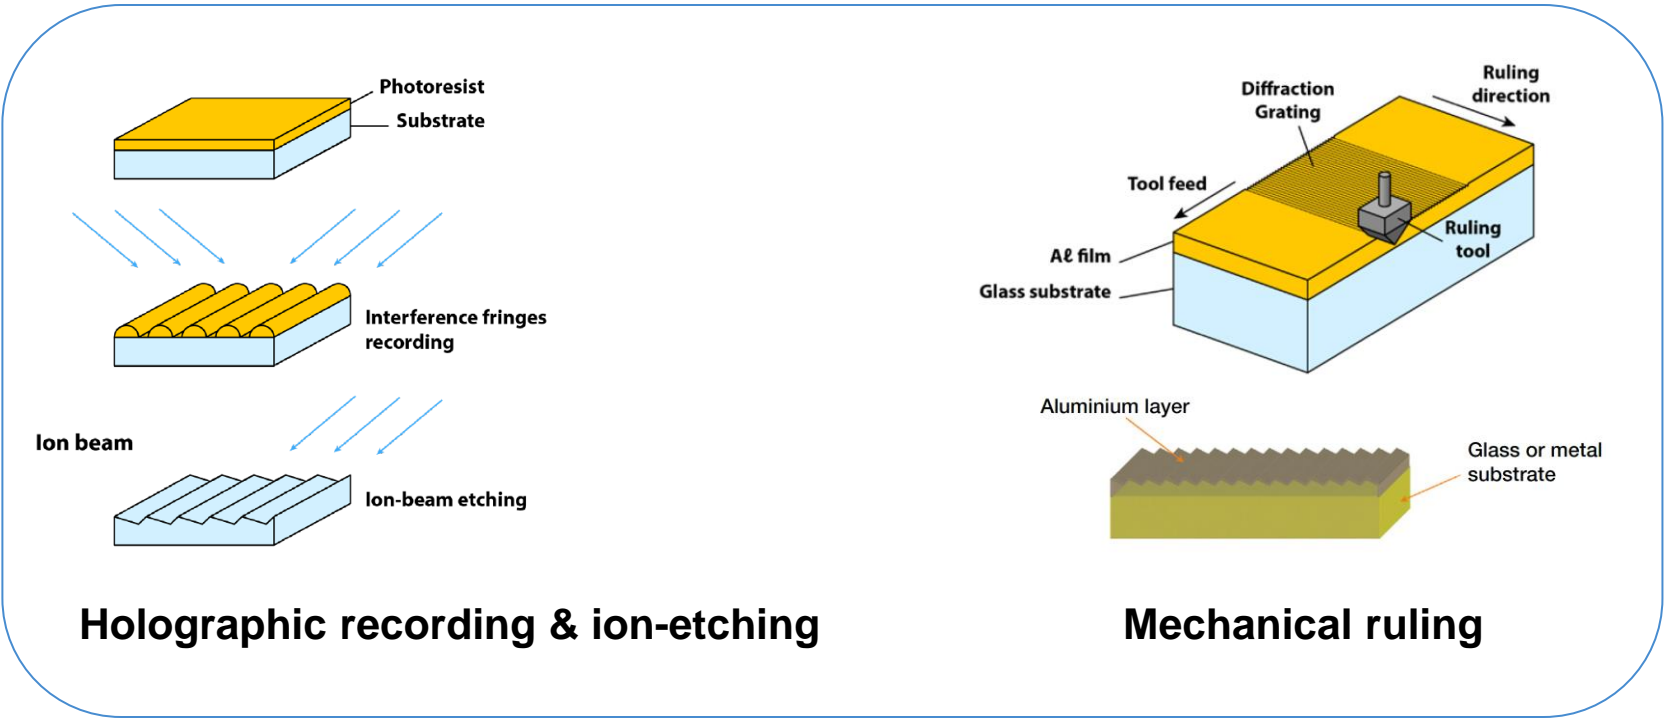 Photoresist
Substrate
Interference fringes
recording
Ion beam
Ion-beam etching
Holographic recording & ion-etching
Ruling
direction
Diffraction
Grating
Tool feed
Ruling
tool
Aℓ film
Glass substrate
Aluminium layer
Glass or metal
substrate
Mechanical ruling